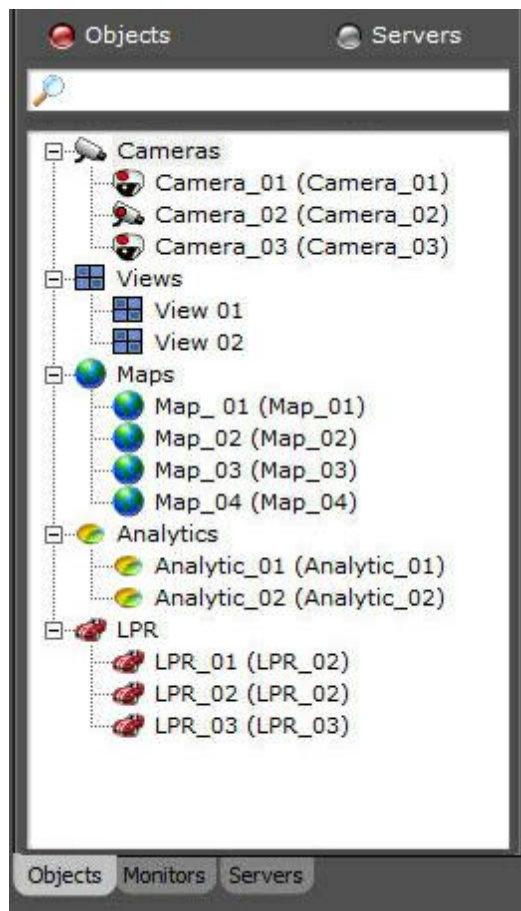 Objects Servers
Cameras
Camera_01 (Camera_01)
Camera_02 (Camera_02)
Camera_03 (Camera_03)
Views
View 01
View 02
Maps
Map_ 01 (Map_01)
Map_02 (Map_02)
Map_03 (Map_03)
Map_04 (Map_04)
Analytics
Analytic_01 (Analytic_01)
Analytic_02 (Analytic_02)
LPR
LPR_01 (LPR_02)
LPR_02 (LPR_02)
LPR_03 (LPR_03)
Objects Monitors Servers